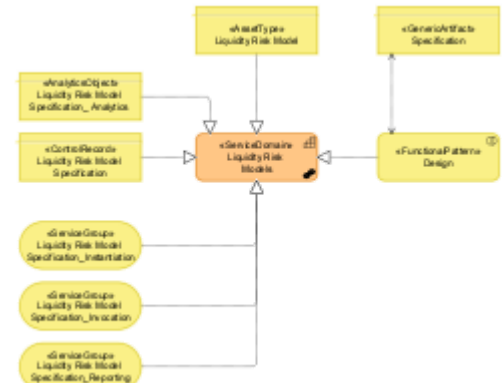 «AssetType»
Liquidity Risk Model
«GenericArtifact»
Specification
«AnalyticsObject»
Liquidity Risk Model
Specification_ Analytics
«ControlRecord»
Liquidity Risk Model
Specification
«ServiceDomain»
Liquidity Risk
Models
«FunctionalPattern»
Design
«ServiceGroup»
Liquidity Risk Model
Specification_Instantiation
«ServiceGroup»
Liquidity Risk Model
Specification_Invocation
«ServiceGroup»
Liquidity Risk Model
Specification_Reporting